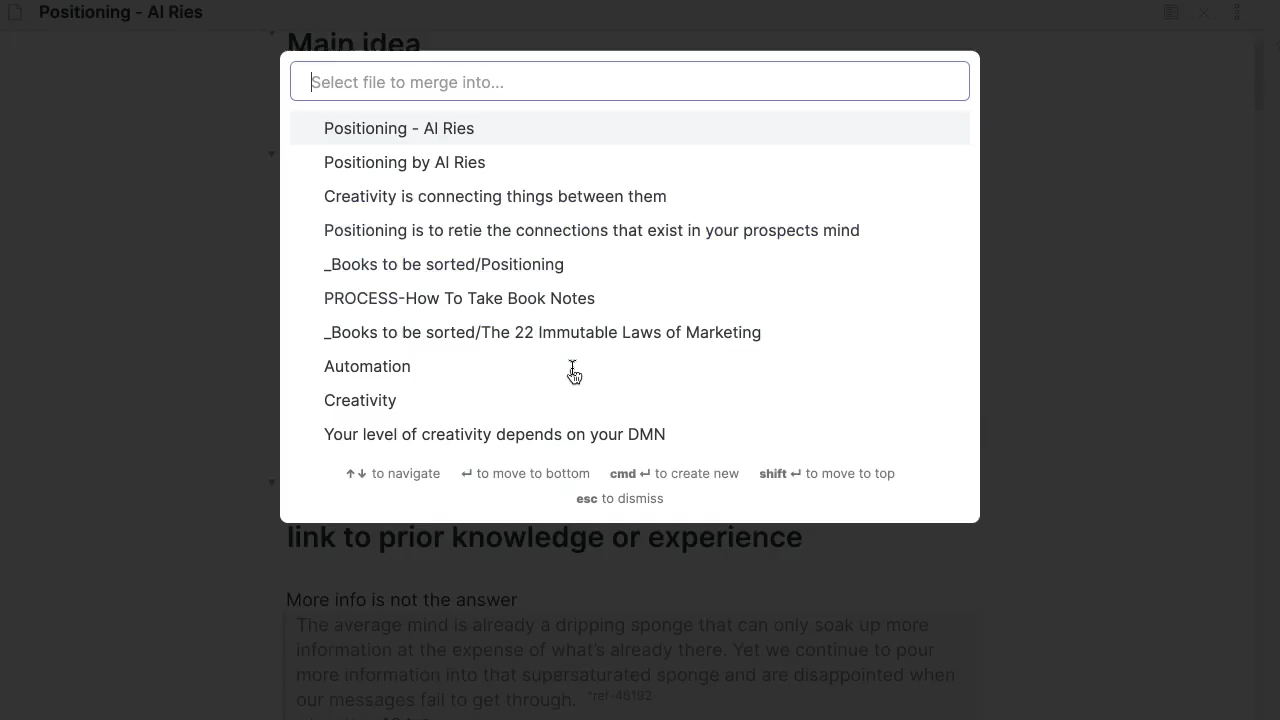 Positioning - Al Ries
Main idea
Select file to merge into...
Positioning - Al Ries
Positioning by Al Ries
Creativity is connecting things between them
Positioning is to retie the connections that exist in your prospects mind
_Books to be sorted/Positioning
PROCESS-How To Take Book Notes
_Books to be sorted/The 22 Immutable Laws of Marketing
Automation
Creativity
Your level of creativity depends on your DMN
↑↓ to navigate ↵ to move to bottom cmd ↵ to create new shift ↵ to move to top
esc to dismiss
link to prior knowledge or experience
More info is not the answer
The average mind is already a dripping sponge that can only soak up more
information at the expense of what's already there. Yet we continue to pour
more information into that supersaturated sponge and are disappointed when
our messages fail to get through. ^ref-46192